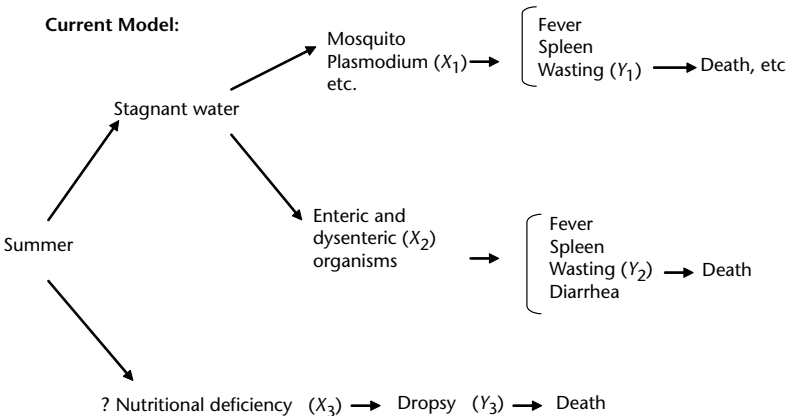 Current Model:
Mosquito
Plasmodium (X₁)
etc.
Fever
Spleen
Wasting (Y₁)
Death, etc
Stagnant water
Summer
Enteric and
dysenteric (X₂)
organisms
Fever
Spleen
Wasting (Y₂)
Diarrhea
Death
? Nutritional deficiency (X₃)
Dropsy (Y₃)
Death